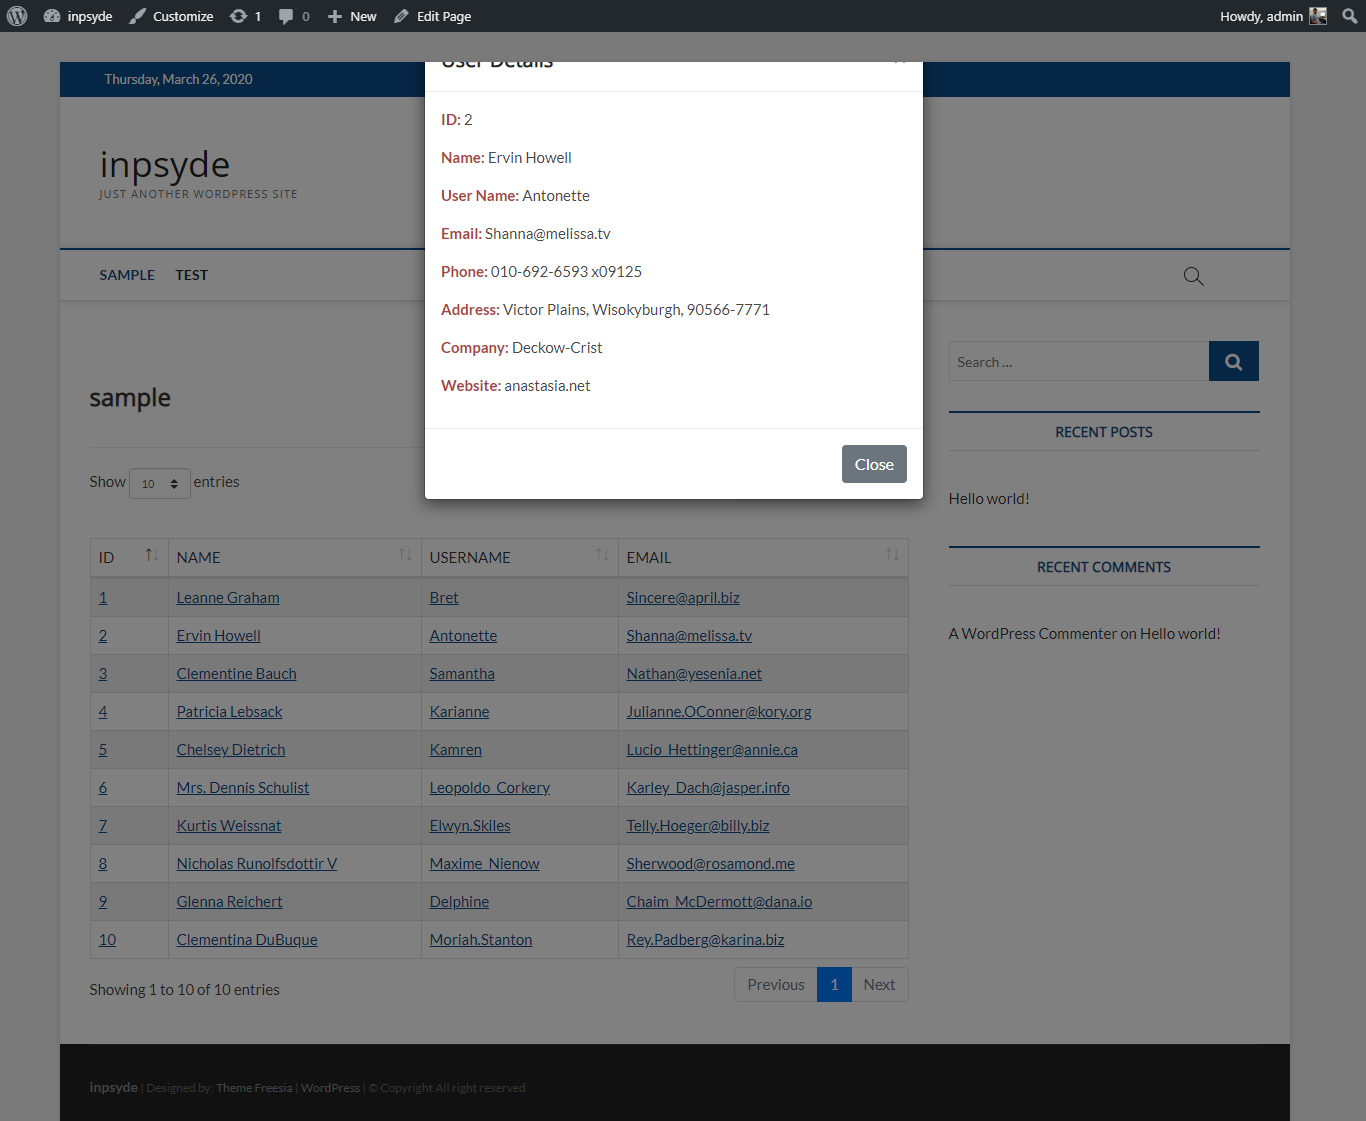 inpsyde Customize 1 0 New Edit Page Howdy, admin
Thursday, March 26, 2020
User Details
inpsyde
JUST ANOTHER WORDPRESS SITE
SAMPLE TEST
ID: 2
Name: Ervin Howell
User Name: Antonette
Email: Shanna@melissa.tv
Phone: 010-692-6593 x09125
Address: Victor Plains, Wisokyburgh, 90566-7771
Company: Deckow-Crist
Website: anastasia.net
Close
sample
Show 10 entries
ID NAME USERNAME EMAIL
1 Leanne Graham Bret Sincere@april.biz
2 Ervin Howell Antonette Shanna@melissa.tv
3 Clementine Bauch Samantha Nathan@yesenia.net
4 Patricia Lebsack Karianne Julianne.OConner@kory.org
5 Chelsey Dietrich Kamren Lucio_Hettinger@annie.ca
6 Mrs. Dennis Schulist Leopoldo_Corkery Karley_Dach@jasper.info
7 Kurtis Weissnat Elwyn.Skiles Telly.Hoeger@billy.biz
8 Nicholas Runolfsdottir V Maxime_Nienow Sherwood@rosamond.me
9 Glenna Reichert Delphine Chaim_McDermott@dana.io
10 Clementina DuBuque Moriah.Stanton Rey.Padberg@karina.biz
Showing 1 to 10 of 10 entries
Previous 1 Next
Search ...
RECENT POSTS
Hello world!
RECENT COMMENTS
A WordPress Commenter on Hello world!
inpsyde | Designed by: Theme Freesia | WordPress | © Copyright All right reserved